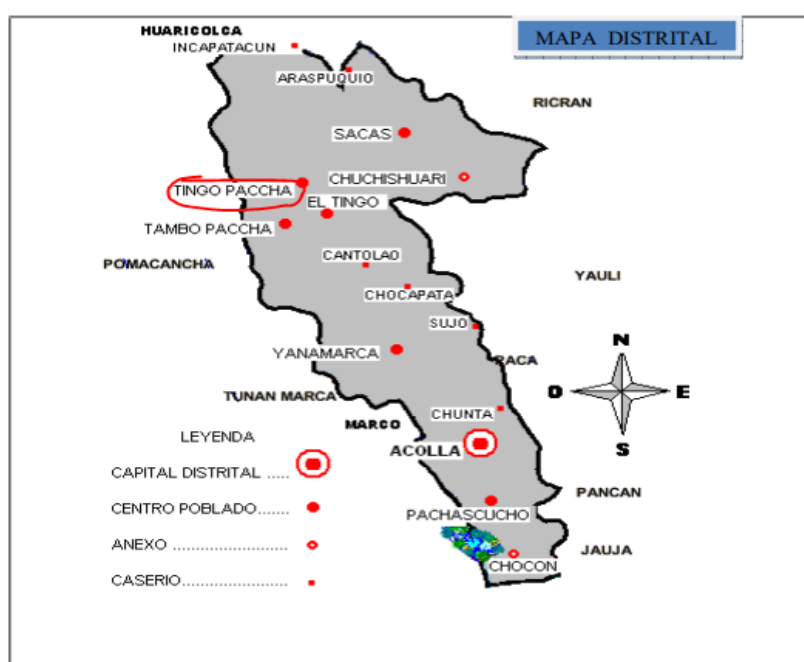 MAPA DISTRITAL
HUARICOLCA
INCAPATACUN
ARASPUQUIO
RICRAN
SACAS
CHUCHISHUARI
TINGO PACCHA
EL TINGO
TAMBO PACCHA
CANTOLAO
POMACANCHA
YAULI
CHOCAPATA
SUJO
YANAMARCA
PACA
N
O
E
S
TUNAN MARCA
CHUNTA
MARCO
ACOLLA
LEYENDA
CAPITAL DISTRITAL .....
CENTRO POBLADO.......
ANEXO ......................
CASERIO......................
PANCAN
PACHASCUCHO
JAUJA
CHOCON